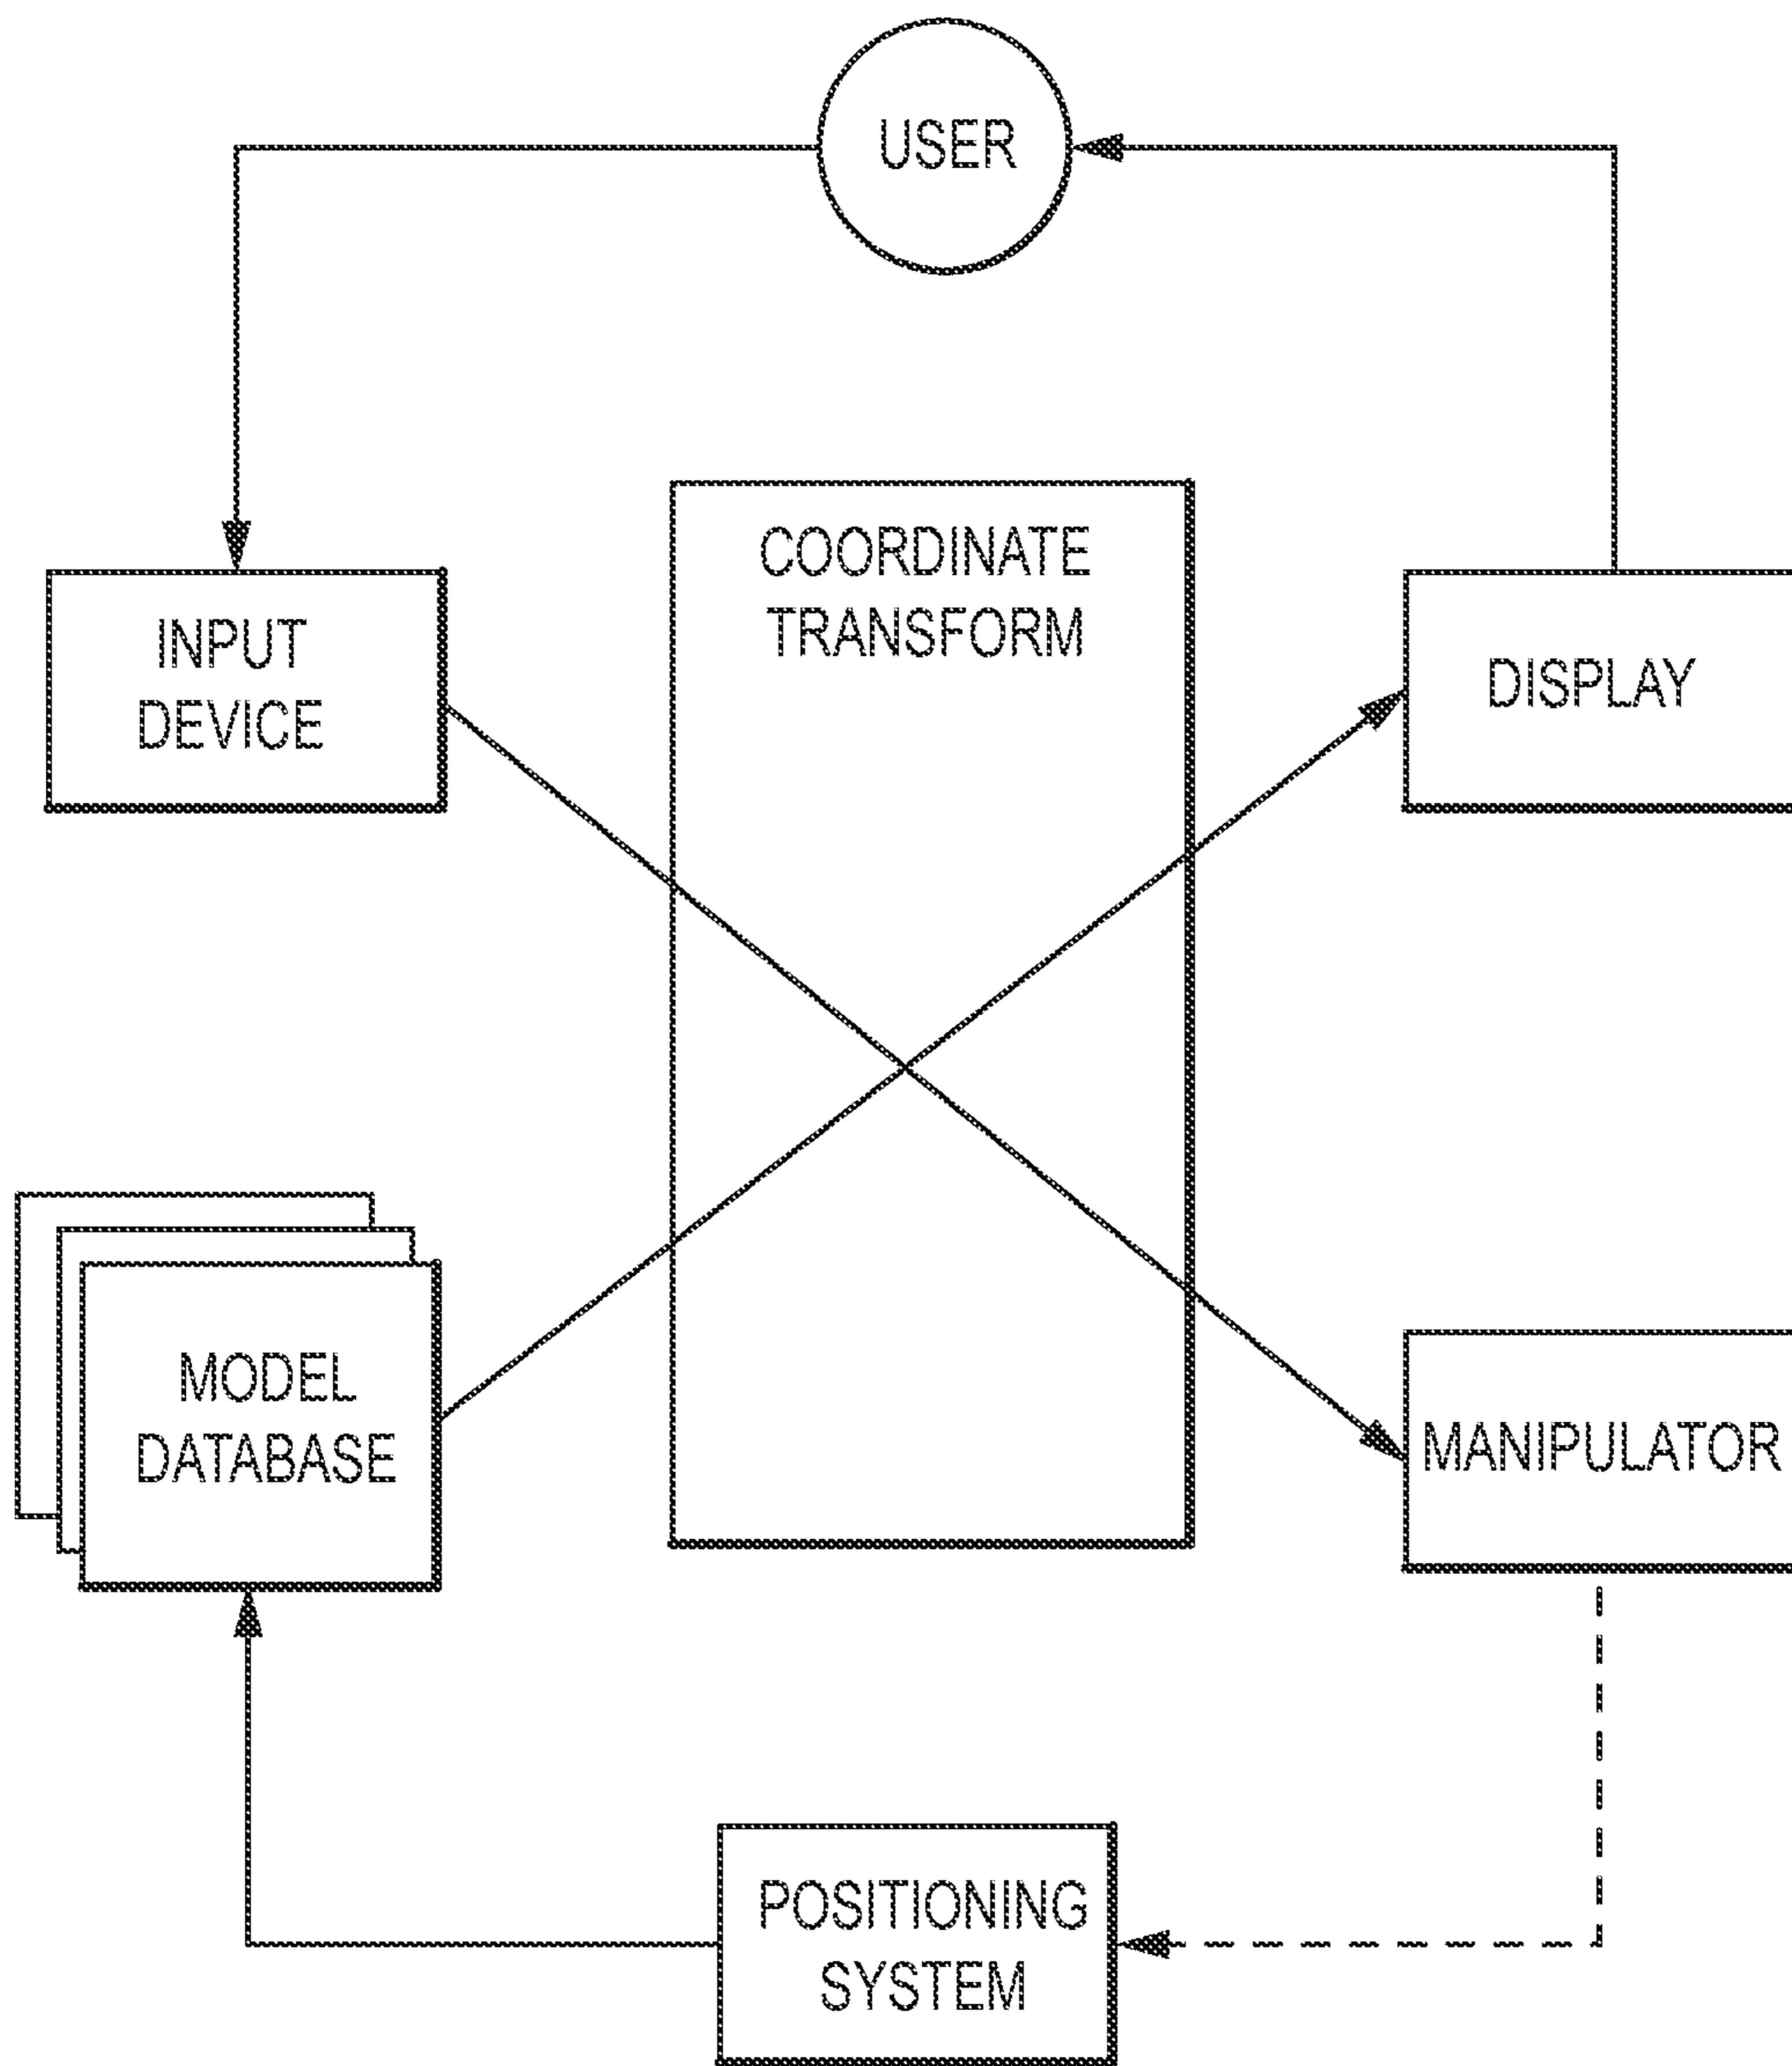 USER
COORDINATE
TRANSFORM
INPUT
DEVICE
DISPLAY
MODEL
DATABASE
MANIPULATOR
POSITIONING
SYSTEM